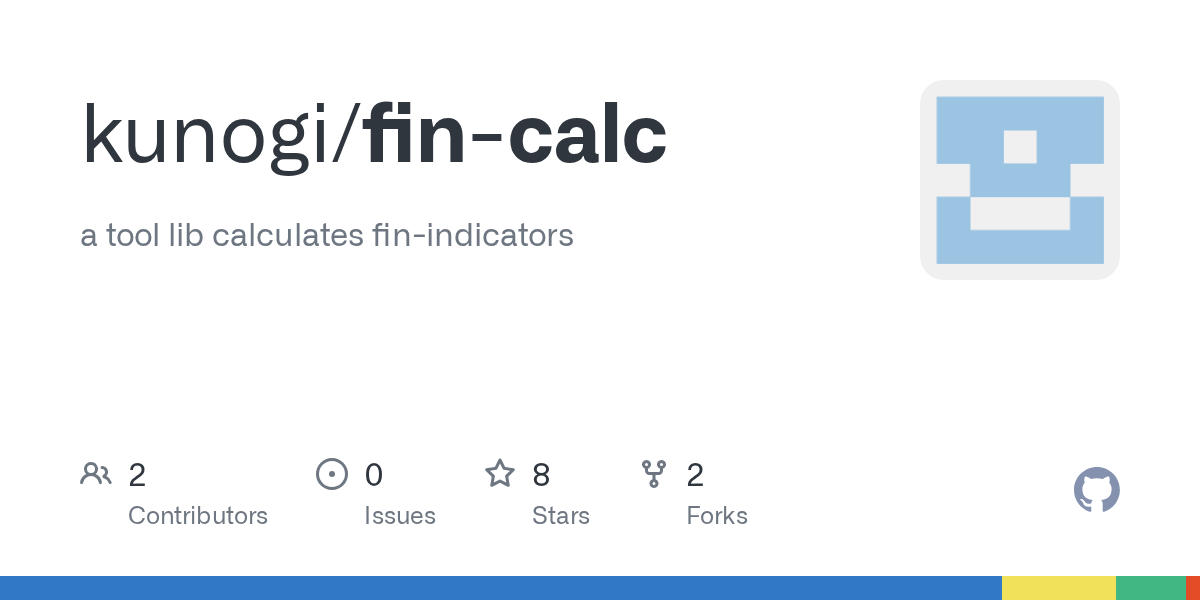 kunogi/fin-calc
a tool lib calculates fin-indicators
2 0 8 2
Contributors Issues Stars Forks